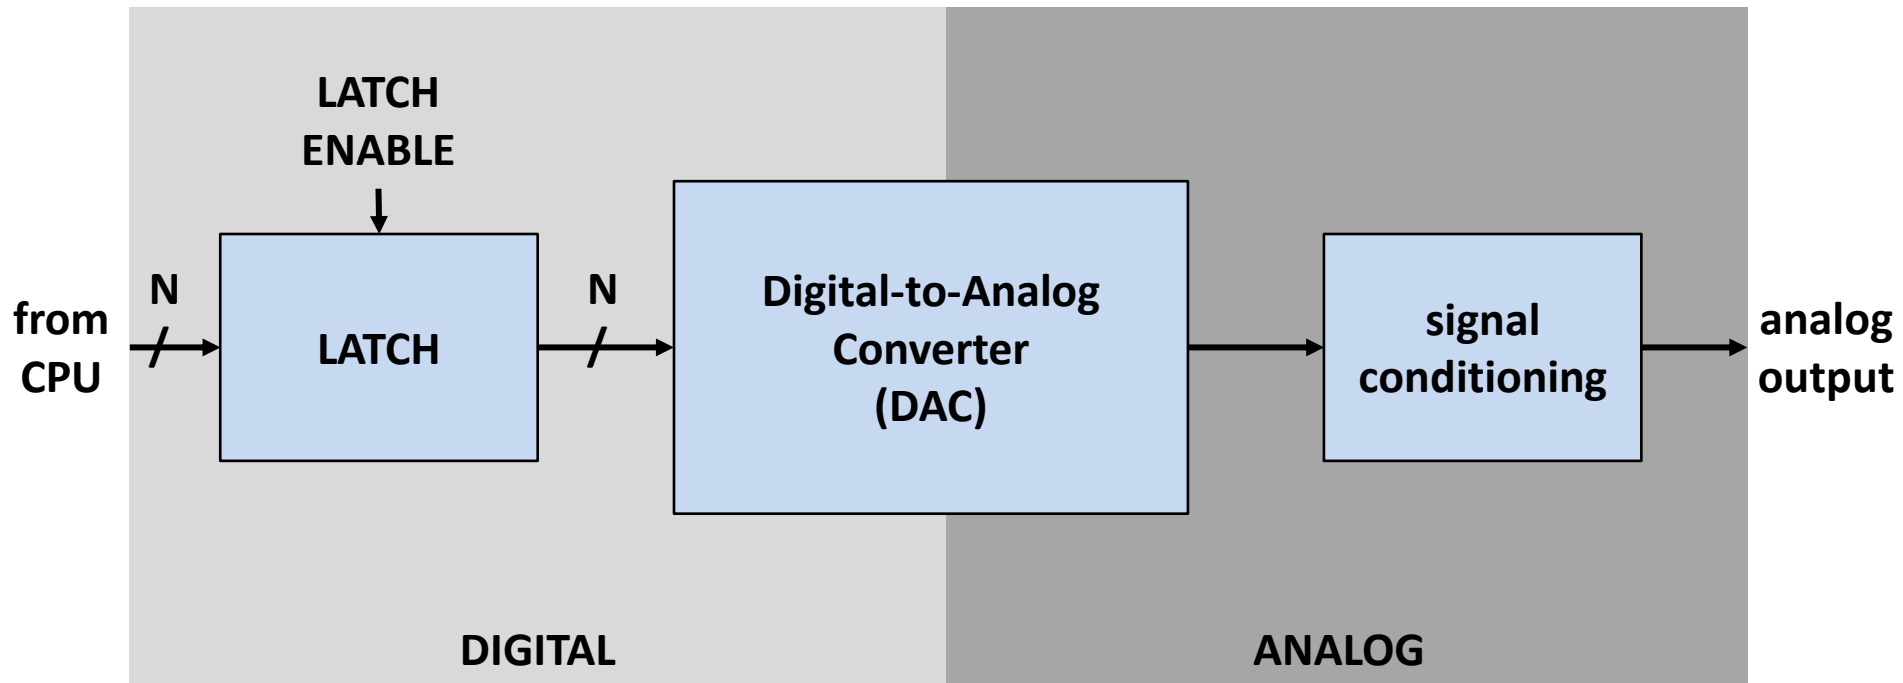 LATCH
ENABLE
from
CPU
N
LATCH
N
Digital-to-Analog
Converter
(DAC)
signal
conditioning
analog
output
DIGITAL
ANALOG